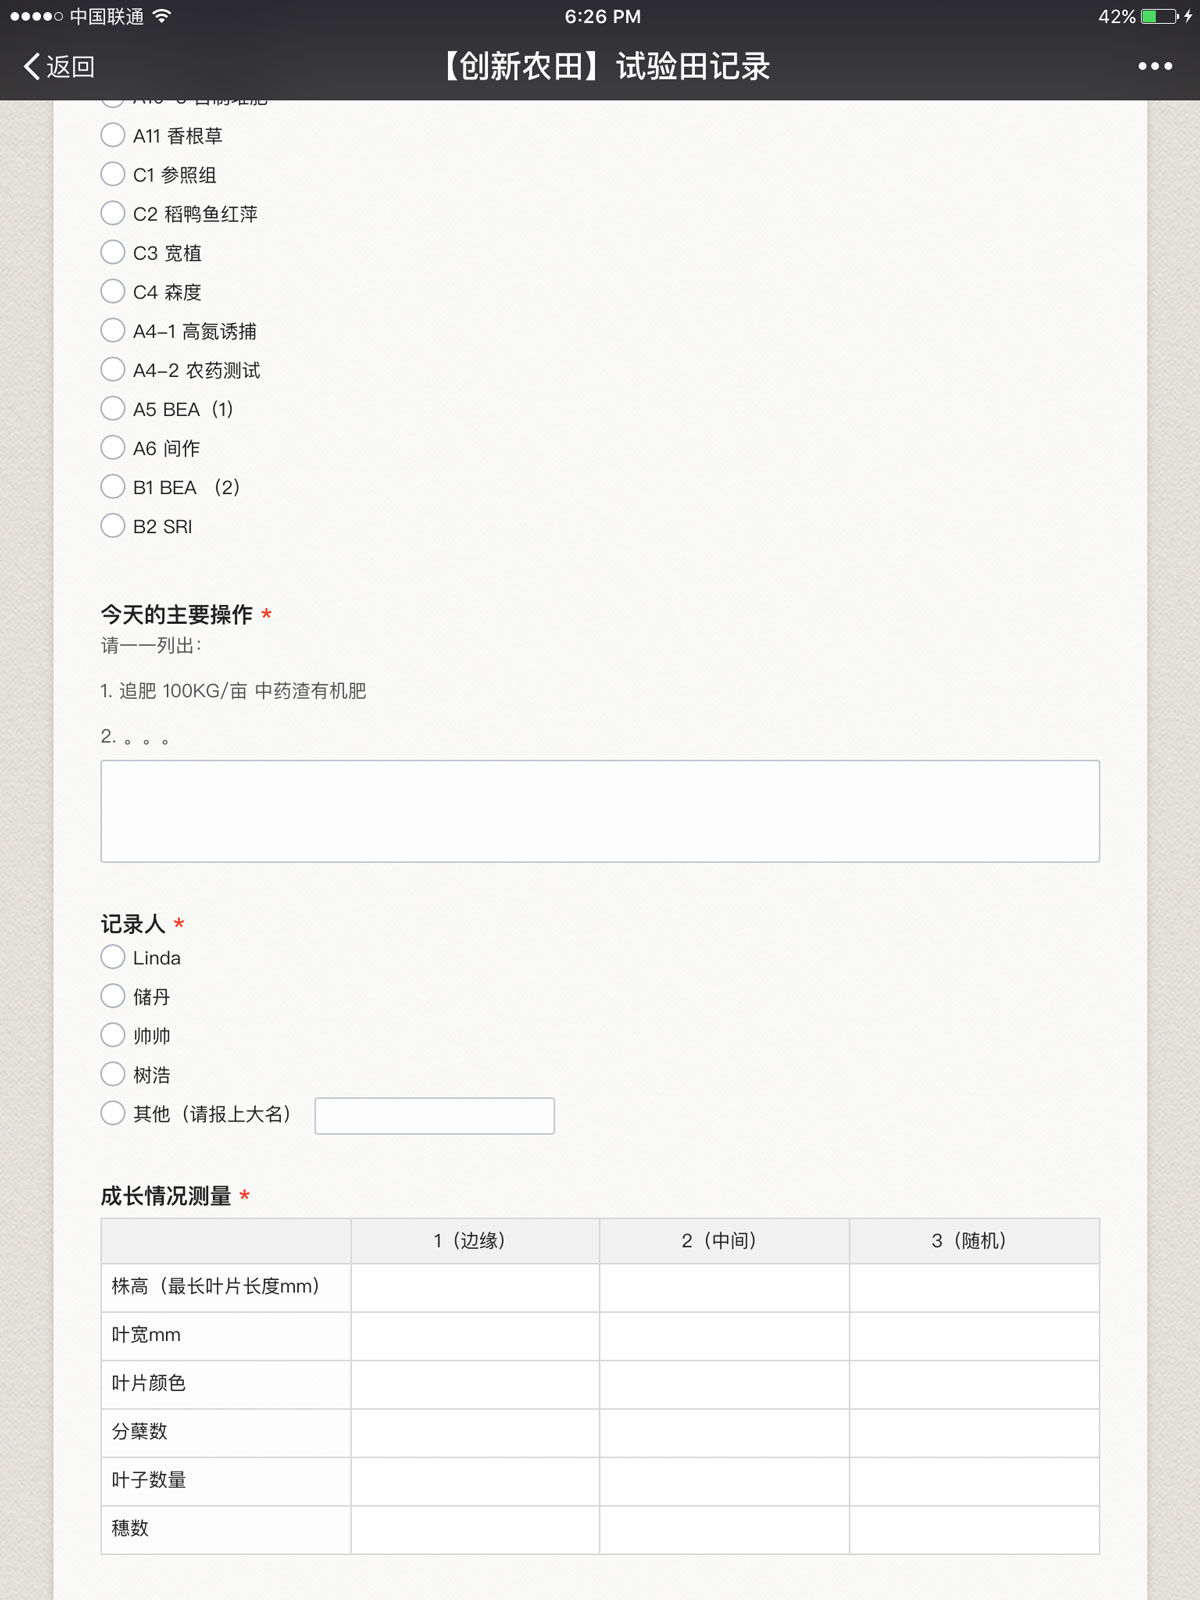 中国联通
6:26 PM
42%
返回
【创新农田】试验田记录
A11 香根草
C1 参照组
C2 稻鸭鱼红萍
C3 宽植
C4 森度
A4-1 高氮诱捕
A4-2 农药测试
A5 BEA（1）
A6 间作
B1 BEA （2）
B2 SRI
今天的主要操作 *
请一一列出：
1. 追肥 100KG/亩 中药渣有机肥
2. 。。。
记录人 *
Linda
储丹
帅帅
树浩
其他（请报上大名）
成长情况测量 *
1（边缘） 2（中间） 3（随机）
株高（最长叶片长度mm）
叶宽mm
叶片颜色
分蘖数
叶子数量
穗数